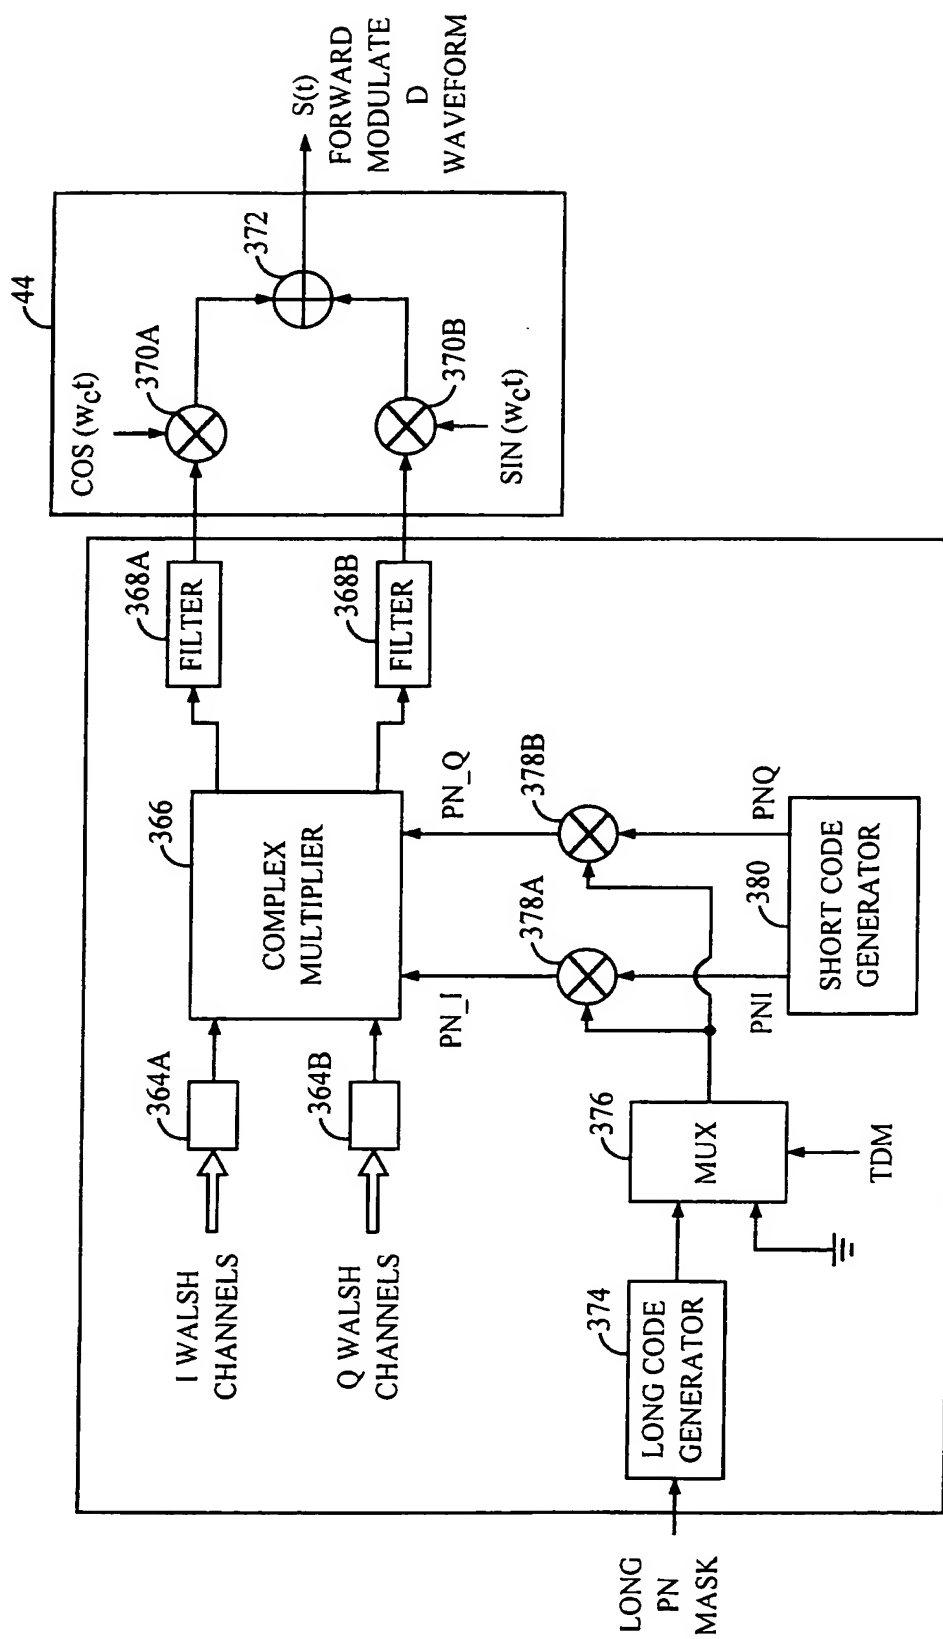 I WALSH
CHANNELS
364A
Q WALSH
CHANNELS
364B
366
COMPLEX
MULTIPLIER
368A
FILTER
368B
FILTER
44
COS (wct)
370A
372
370B
SIN (wct)
S(t)
FORWARD
MODULATE
D
WAVEFORM
PN_I
PN_Q
378A
378B
PNI
PNQ
LONG
PN
MASK
374
LONG CODE
GENERATOR
376
MUX
TDM
380
SHORT CODE
GENERATOR